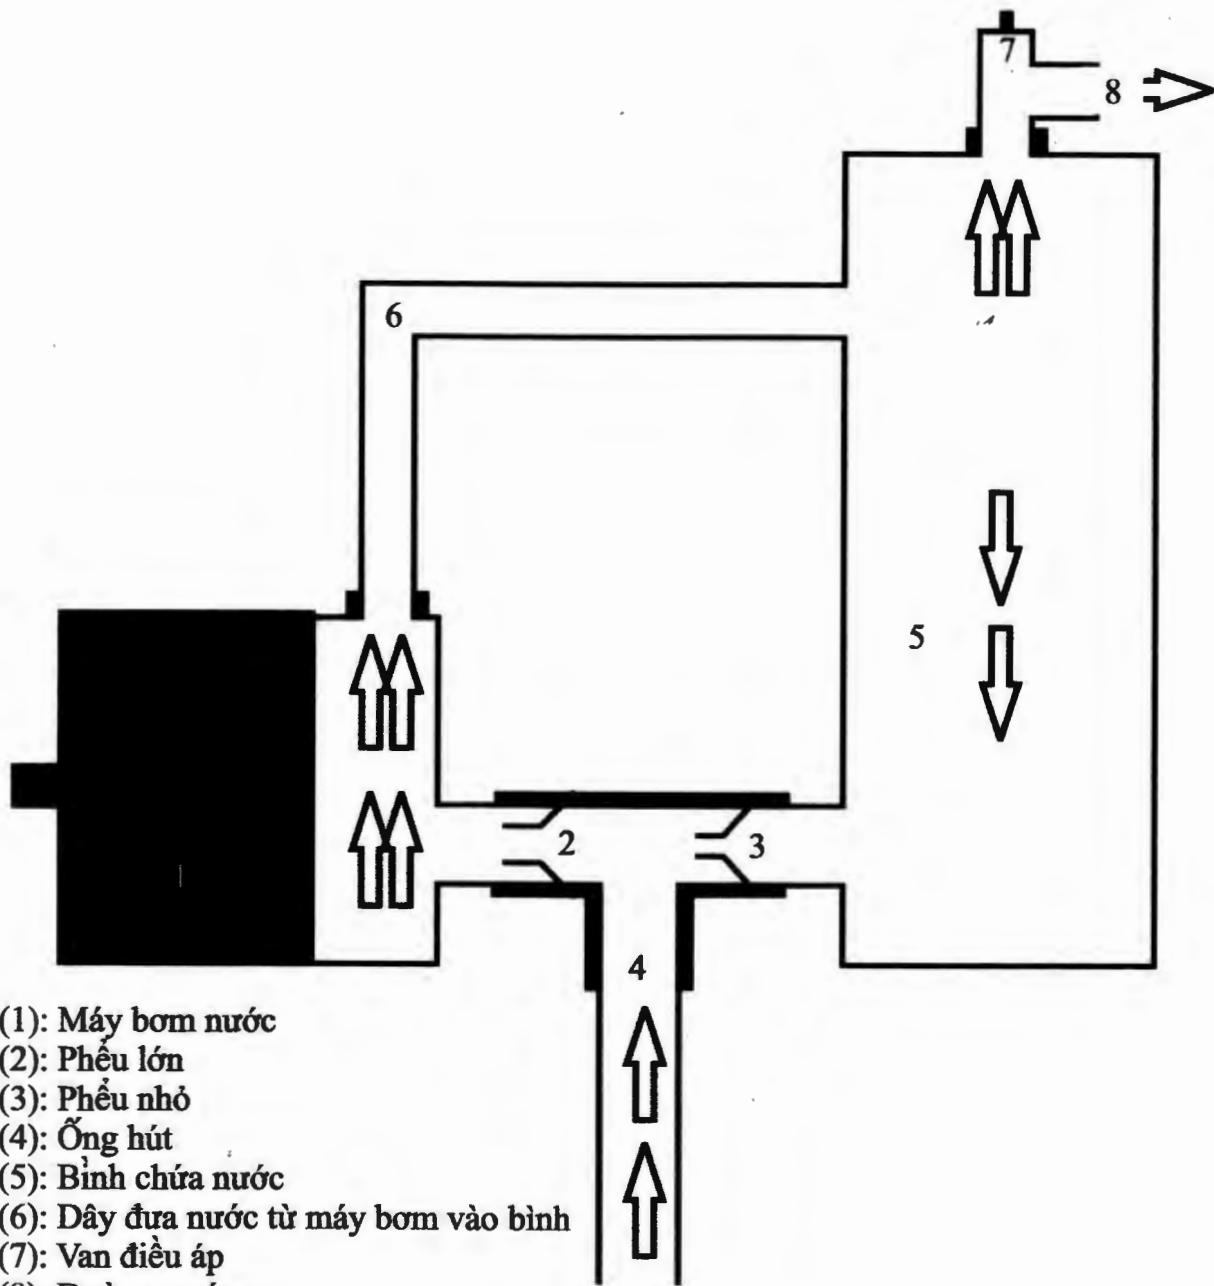 7
8
6
5
2
3
4
(1): Máy bơm nước
(2): Phểu lớn
(3): Phểu nhỏ
(4): Ống hút
(5): Bình chứa nước
(6): Dây đưa nước từ máy bơm vào bình
(7): Van điều áp